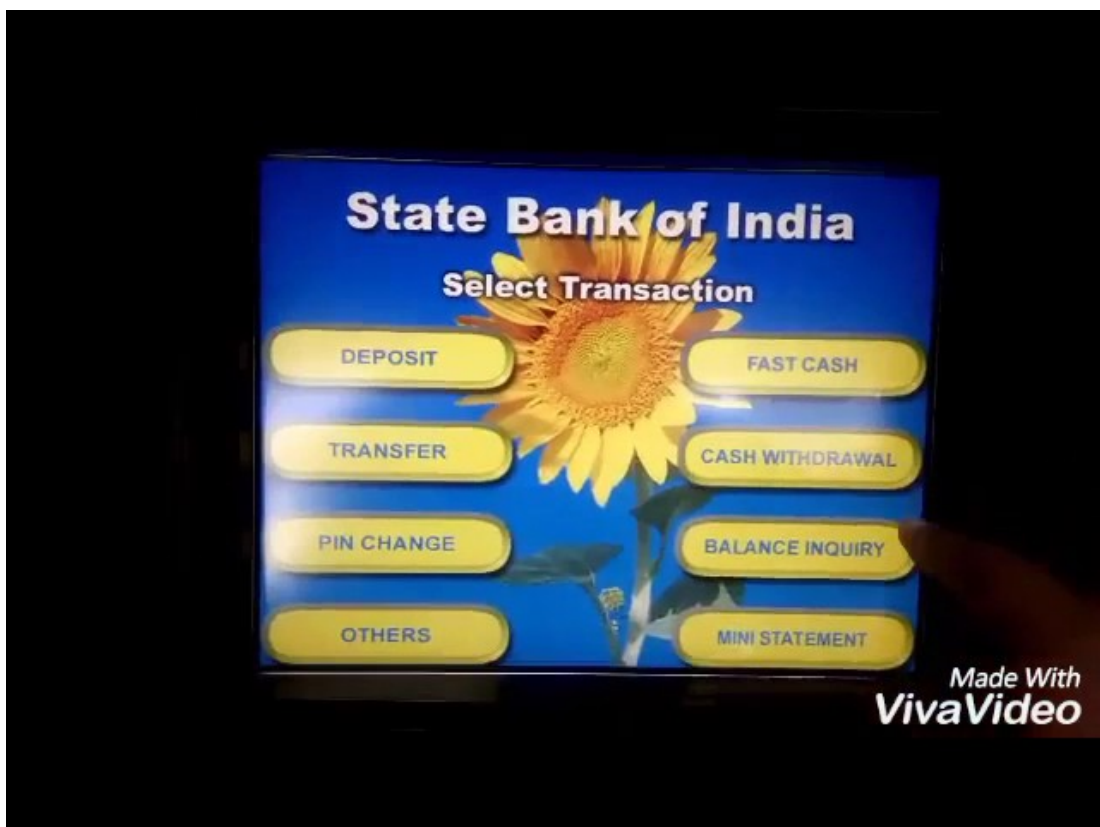 State Bank of India
Select Transaction
DEPOSIT
FAST CASH
TRANSFER
CASH WITHDRAWAL
PIN CHANGE
BALANCE INQUIRY
OTHERS
MINI STATEMENT
Made With
VivaVideo